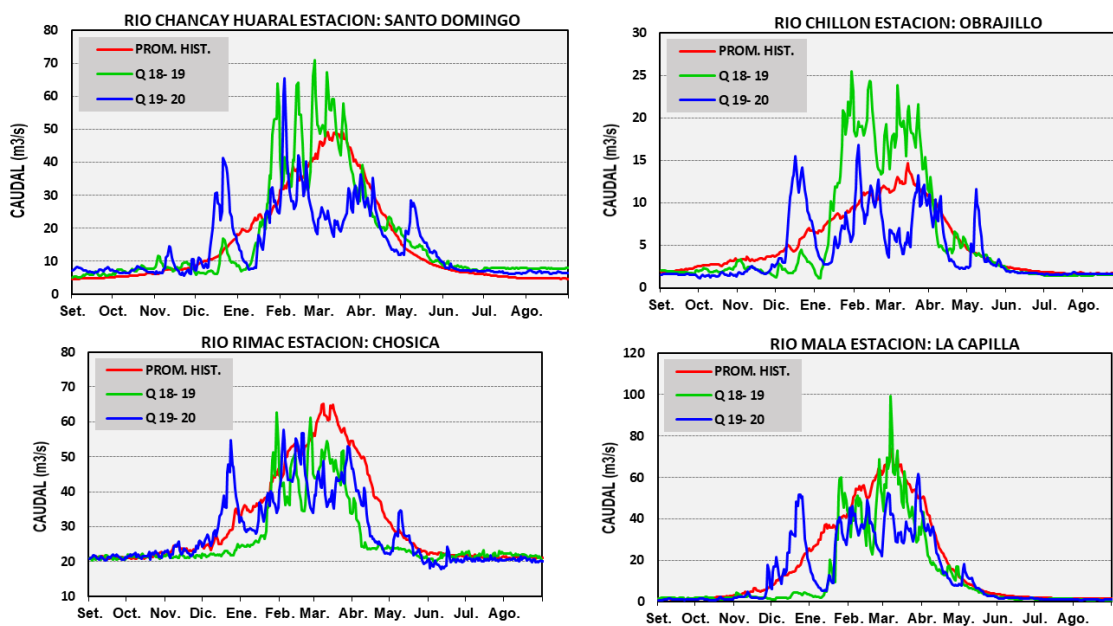 RIO CHANCAY HUARAL ESTACION: SANTO DOMINGO
80
70
60
50
40
30
20
10
0
CAUDAL (m3/s)
PROM. HIST.
Q 18- 19
Q 19- 20
Set. Oct. Nov. Dic. Ene. Feb. Mar. Abr. May. Jun. Jul. Ago.
RIO CHILLON ESTACION: OBRAJILLO
30
25
20
15
10
5
0
CAUDAL (m3/s)
PROM. HIST.
Q 18- 19
Q 19- 20
Set. Oct. Nov. Dic. Ene. Feb. Mar. Abr. May. Jun. Jul. Ago.
RIO RIMAC ESTACION: CHOSICA
80
70
60
50
40
30
20
10
CAUDAL (m3/s)
PROM. HIST.
Q 18- 19
Q 19- 20
Set. Oct. Nov. Dic. Ene. Feb. Mar. Abr. May. Jun. Jul. Ago.
RIO MALA ESTACION: LA CAPILLA
120
100
80
60
40
20
0
CAUDAL (m3/s)
PROM. HIST.
Q 18- 19
Q 19- 20
Set. Oct. Nov. Dic. Ene. Feb. Mar. Abr. May. Jun. Jul. Ago.